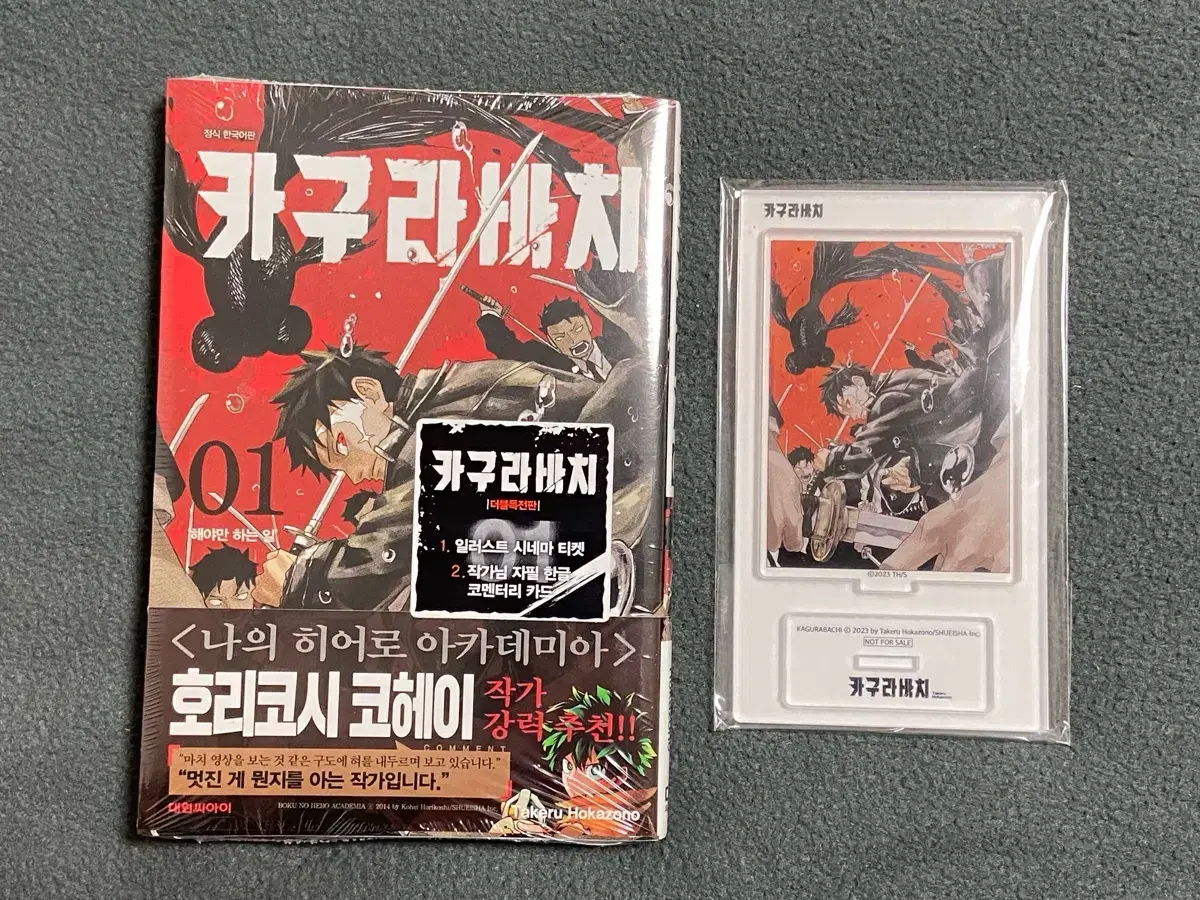 정식 한국어판
카구라바치
01
'해야만 하는 일'
카구라바치
|더블특전판|
01
1. 일러스트 시네마 티켓
2. 작가님 자필 한글
코멘터리 카드
<나의 히어로 아카데미아>
호리코시 코헤이 작가
강력 추천!!
COMMENT
"마치 영상을 보는 것 같은 구도에 혀를 내두르며 보고 있습니다."
"멋진 게 뭔지를 아는 작가입니다."
대원씨아이
BOKU NO HERO ACADEMIA © 2014 by Kohei Horikoshi/SHUEISHA Inc.
Takeru Hokazono
카구라바치
©2023 TH/S
KAGURABACHI © 2023 by Takeru Hokazono/SHUEISHA Inc.
NOT FOR SALE
카구라바치
Takeru
Hokazono